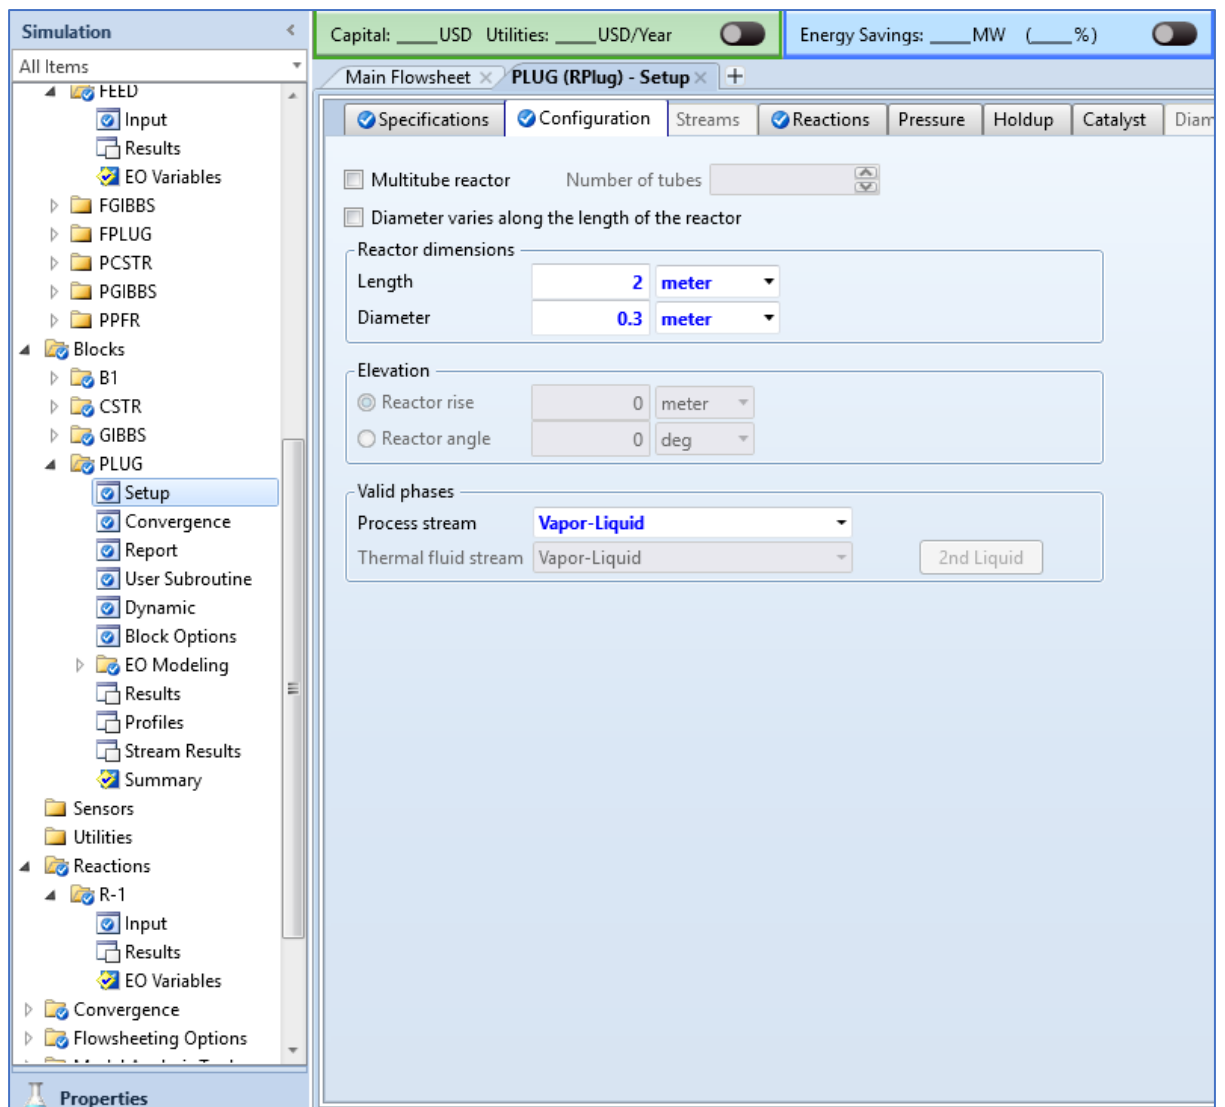 Simulation
All Items
FEED
Input
Results
EO Variables
FGIBBS
FPLUG
PCSTR
PGIBBS
PPFR
Blocks
B1
CSTR
GIBBS
PLUG
Setup
Convergence
Report
User Subroutine
Dynamic
Block Options
EO Modeling
Results
Profiles
Stream Results
Summary
Sensors
Utilities
Reactions
R-1
Input
Results
EO Variables
Convergence
Flowsheeting Options
Properties
Capital: ____USD Utilities: ____USD/Year
Energy Savings: ____MW (____%)
Main Flowsheet PLUG (RPlug) - Setup
Specifications Configuration Streams Reactions Pressure Holdup Catalyst Diam
Multitube reactor Number of tubes
Diameter varies along the length of the reactor
Reactor dimensions
Length 2 meter
Diameter 0.3 meter
Elevation
Reactor rise 0 meter
Reactor angle 0 deg
Valid phases
Process stream Vapor-Liquid
Thermal fluid stream Vapor-Liquid 2nd Liquid